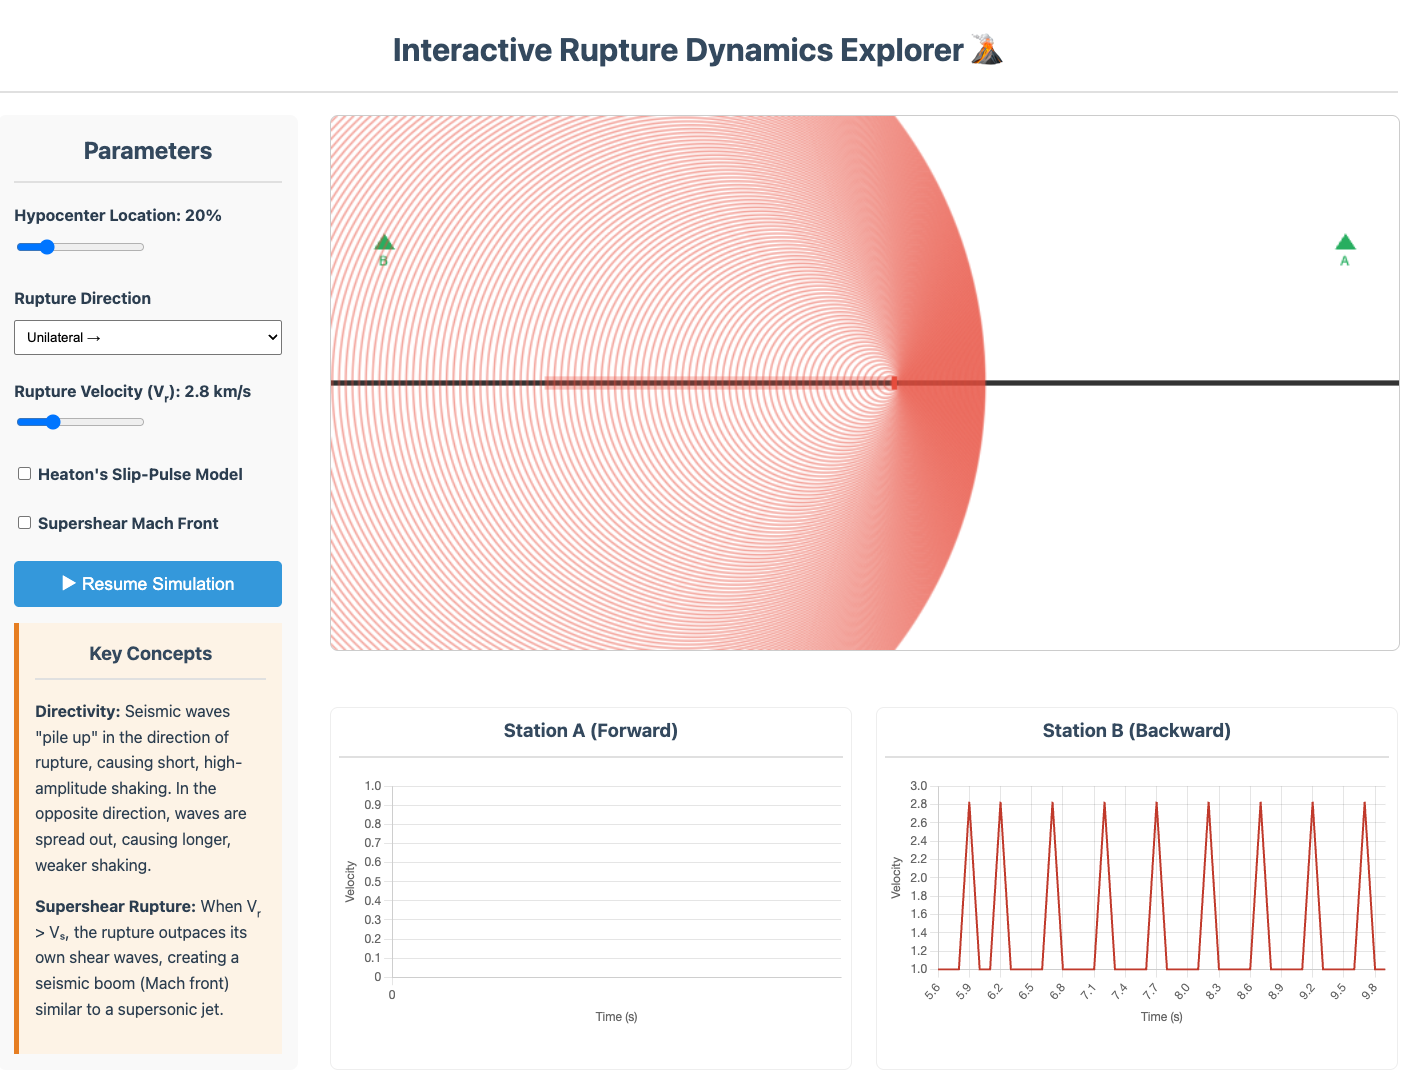 Interactive Rupture Dynamics Explorer 🌋
Parameters
Hypocenter Location: 20%
Rupture Direction
Unilateral →
Rupture Velocity (Vr): 2.8 km/s
Heaton's Slip-Pulse Model
Supershear Mach Front
▶ Resume Simulation
Key Concepts
Directivity: Seismic waves
"pile up" in the direction of
rupture, causing short, high-
amplitude shaking. In the
opposite direction, waves are
spread out, causing longer,
weaker shaking.
Supershear Rupture: When Vr
> Vₛ, the rupture outpaces its
own shear waves, creating a
seismic boom (Mach front)
similar to a supersonic jet.
B
A
Station A (Forward)
Velocity
1.0
0.9
0.8
0.7
0.6
0.5
0.4
0.3
0.2
0.1
0
0
Time (s)
Station B (Backward)
Velocity
3.0
2.8
2.6
2.4
2.2
2.0
1.8
1.6
1.4
1.2
1.0
5.6 5.9 6.2 6.5 6.8 7.1 7.4 7.7 8.0 8.3 8.6 8.9 9.2 9.5 9.8
Time (s)